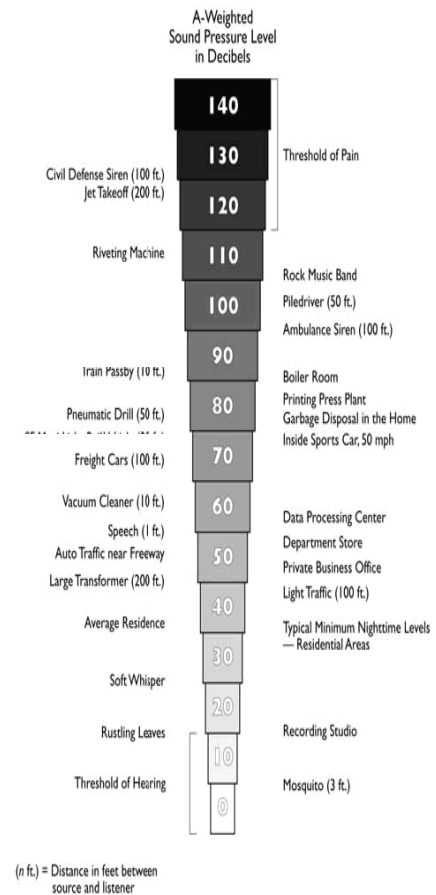 A-Weighted
Sound Pressure Level
in Decibels
140
130
Threshold of Pain
Civil Defense Siren (100 ft.)
Jet Takeoff (200 ft.)
120
Riveting Machine
110
Rock Music Band
100
Piledriver (50 ft.)
Ambulance Siren (100 ft.)
90
Train Passby (10 ft.)
Boiler Room
80
Printing Press Plant
Pneumatic Drill (50 ft.)
Garbage Disposal in the Home
Inside Sports Car, 50 mph
Freight Cars (100 ft.)
70
Vacuum Cleaner (10 ft.)
60
Data Processing Center
Speech (1 ft.)
Department Store
Auto Traffic near Freeway
50
Private Business Office
Large Transformer (200 ft.)
Light Traffic (100 ft.)
40
Average Residence
Typical Minimum Nighttime Levels
— Residential Areas
30
Soft Whisper
20
Rustling Leaves
Recording Studio
10
Threshold of Hearing
Mosquito (3 ft.)
0
(n ft.) = Distance in feet between
source and listener